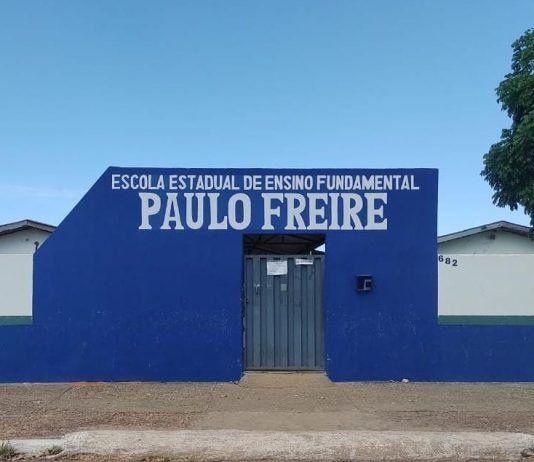 ESCOLA ESTADUAL DE ENSINO FUNDAMENTAL
PAULO FREIRE
682